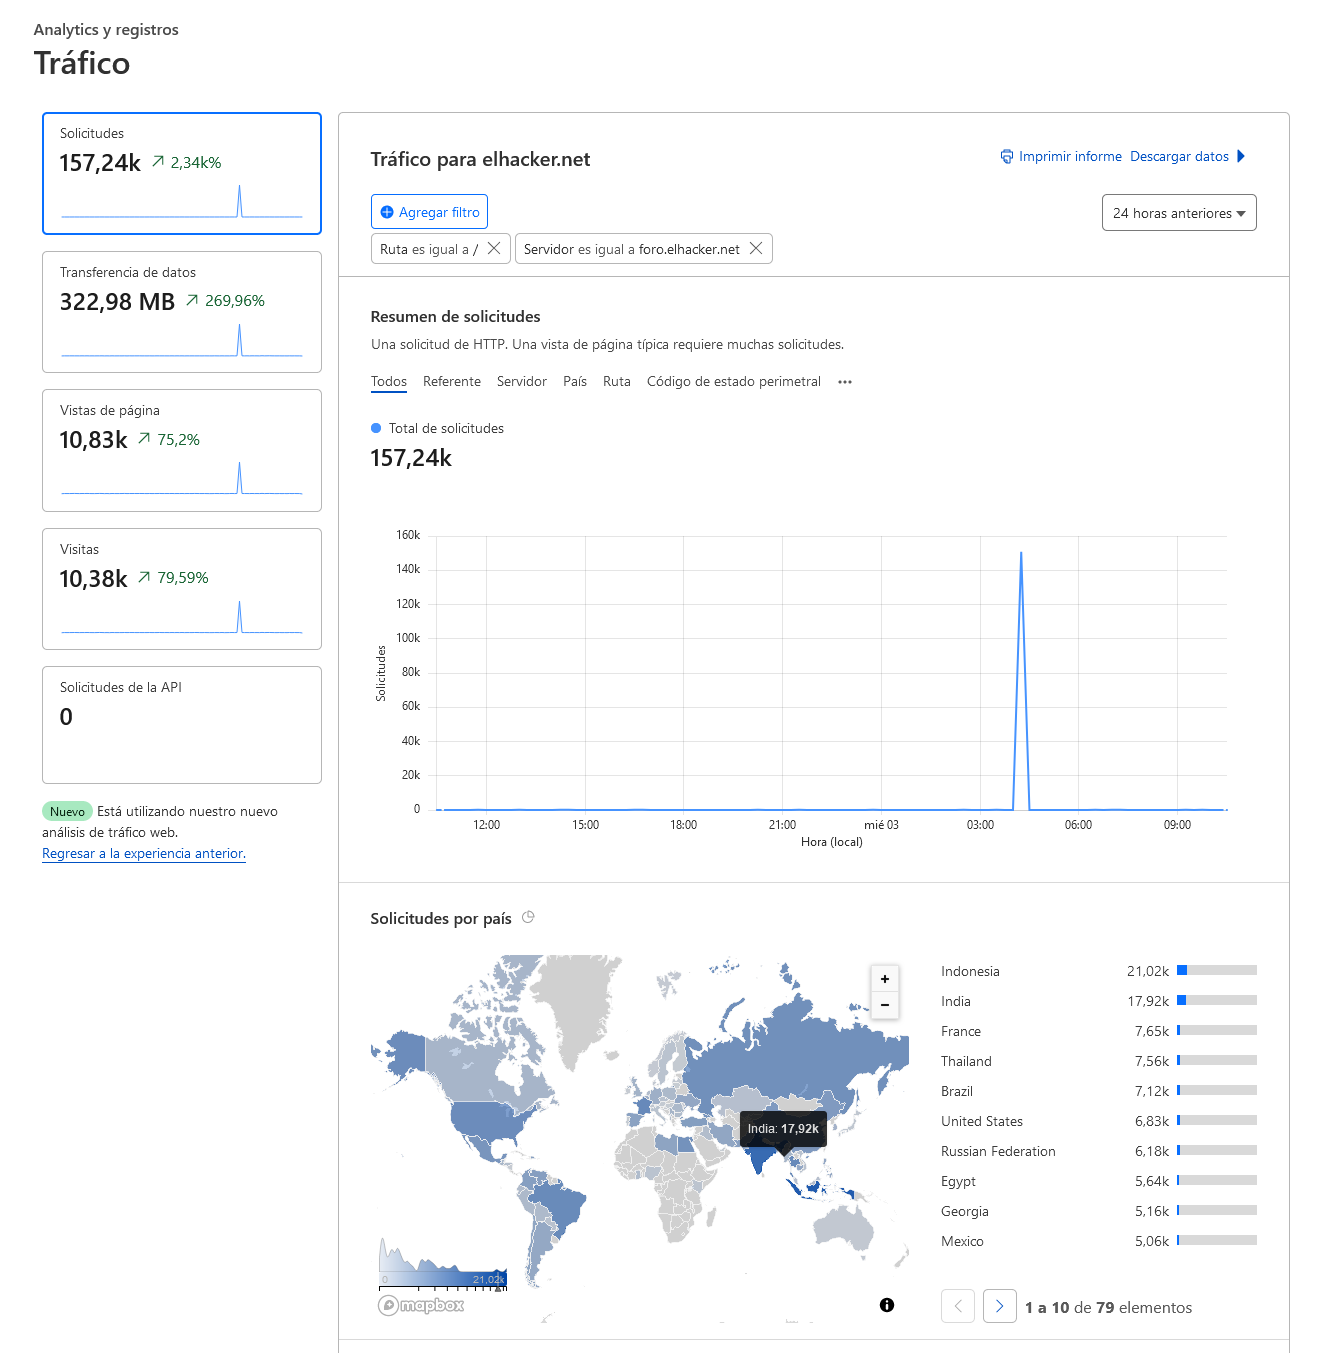 Analytics y registros
Tráfico
Solicitudes
157,24k 2,34k%
Transferencia de datos
322,98 MB 269,96%
Vistas de página
10,83k 75,2%
Visitas
10,38k 79,59%
Solicitudes de la API
0
Nuevo Está utilizando nuestro nuevo
análisis de tráfico web.
Regresar a la experiencia anterior.
Tráfico para elhacker.net
Imprimir informe Descargar datos
Agregar filtro
24 horas anteriores
Ruta es igual a /
Servidor es igual a foro.elhacker.net
Resumen de solicitudes
Una solicitud de HTTP. Una vista de página típica requiere muchas solicitudes.
Todos Referente Servidor País Ruta Código de estado perimetral •••
Total de solicitudes
157,24k
160k
140k
120k
100k
80k
60k
40k
20k
0
Solicitudes
12:00 15:00 18:00 21:00 mié 03 03:00 06:00 09:00
Hora (local)
Solicitudes por país
+
−
India: 17,92k
0 21,02k
mapbox
Indonesia 21,02k
India 17,92k
France 7,65k
Thailand 7,56k
Brazil 7,12k
United States 6,83k
Russian Federation 6,18k
Egypt 5,64k
Georgia 5,16k
Mexico 5,06k
1 a 10 de 79 elementos